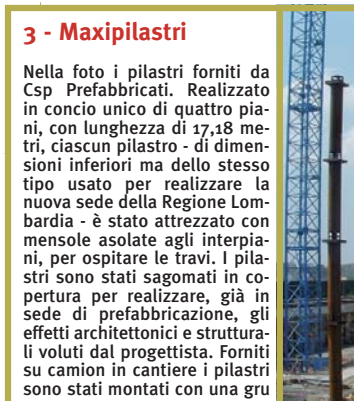 3 - Maxipilastri
Nella foto i pilastri forniti da
Csp Prefabbricati. Realizzato
in concio unico di quattro pia-
ni, con lunghezza di 17,18 me-
tri, ciascun pilastro - di dimen-
sioni inferiori ma dello stesso
tipo usato per realizzare la
nuova sede della Regione Lom-
bardia - è stato attrezzato con
mensole asolate agli interpia-
ni, per ospitare le travi. I pila-
stri sono stati sagomati in co-
pertura per realizzare, già in
sede di prefabbricazione, gli
effetti architettonici e struttura-
li voluti dal progettista. Forniti
su camion in cantiere i pilastri
sono stati montati con una gru